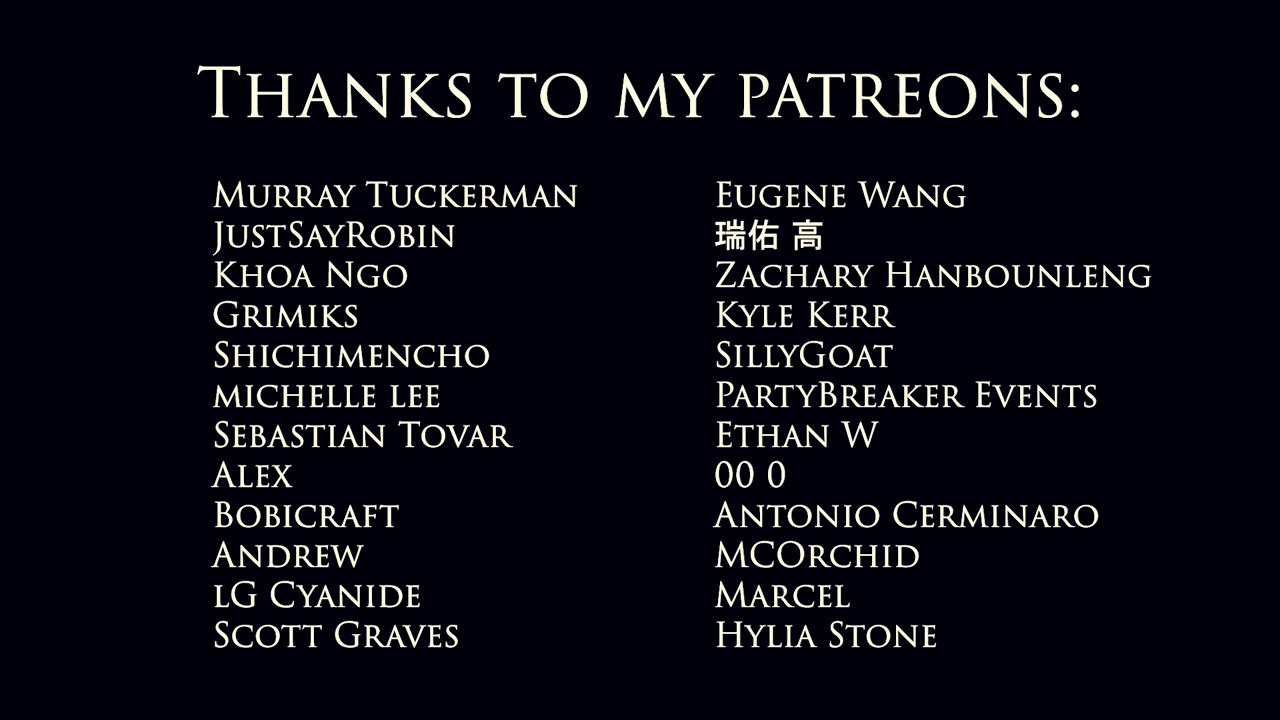 Thanks to my patreons:
Murray Tuckerman
JustSayRobin
Khoa Ngo
Grimiks
Shichimencho
michelle lee
Sebastian Tovar
Alex
Bobicraft
Andrew
lG Cyanide
Scott Graves
Eugene Wang
瑞佑 高
Zachary Hanbounleng
Kyle Kerr
SillyGoat
PartyBreaker Events
Ethan W
00 0
Antonio Cerminaro
MCOrchid
Marcel
Hylia Stone